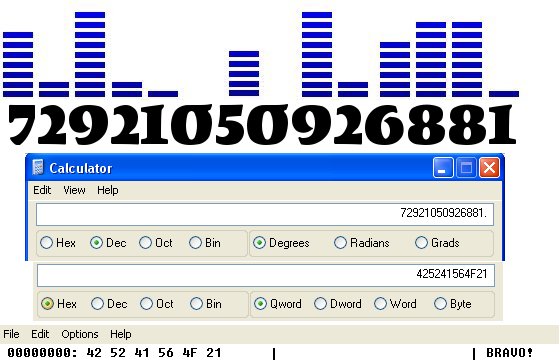 72921050926881
Calculator
Edit View Help
72921050926881.
Hex Dec Oct Bin Degrees Radians Grads
425241564F21
Hex Dec Oct Bin Qword Dword Word Byte
File Edit Options Help
00000000: 42 52 41 56 4F 21 | | BRAVO!